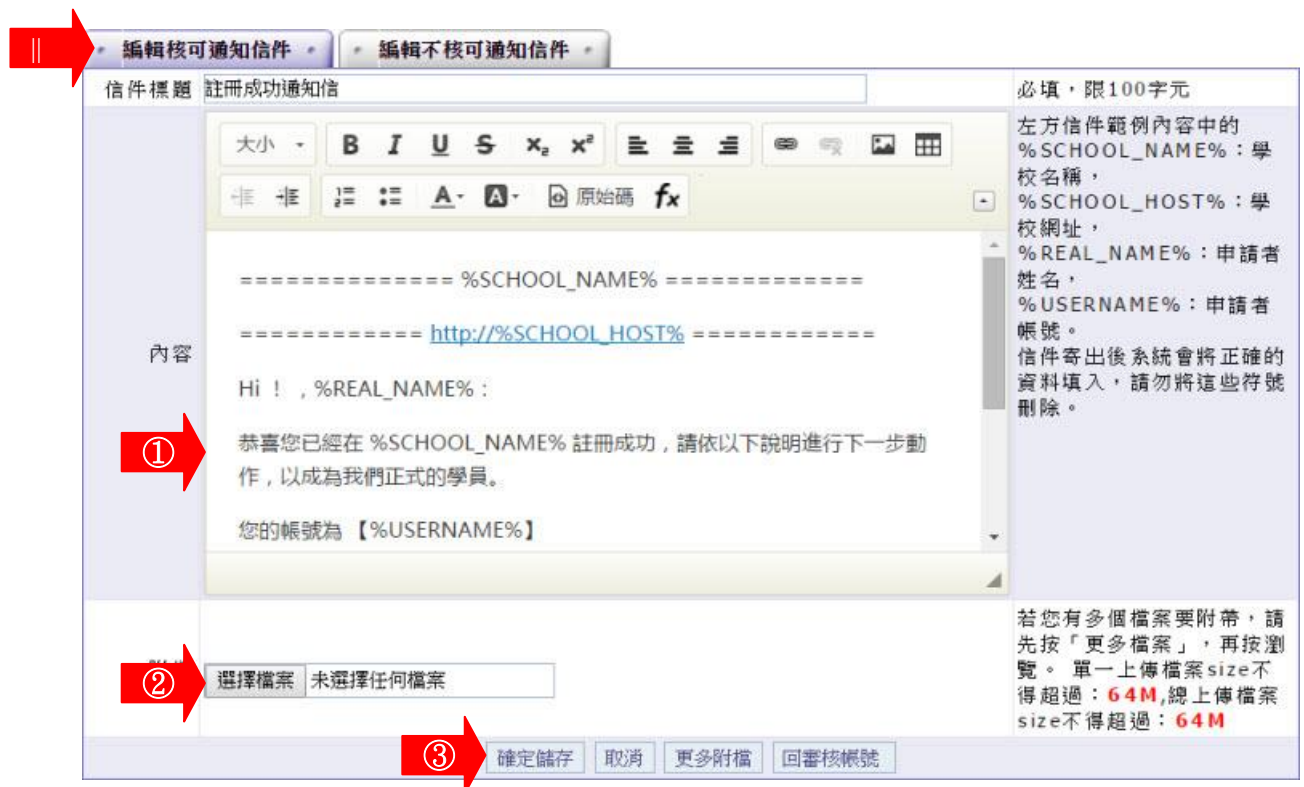 ||
編輯核可通知信件
編輯不核可通知信件
信件標題
註冊成功通知信
必填，限100字元
內容
大小
B I U S x₂ x²
A A 原始碼 fx
============== %SCHOOL_NAME% =============
============ http://%SCHOOL_HOST% ============
Hi ！ , %REAL_NAME%：
恭喜您已經在 %SCHOOL_NAME% 註冊成功，請依以下說明進行下一步動
作，以成為我們正式的學員。
您的帳號為 【%USERNAME%】
①
左方信件範例內容中的
%SCHOOL_NAME%：學
校名稱，
%SCHOOL_HOST%：學
校網址，
%REAL_NAME%：申請者
姓名，
%USERNAME%：申請者
帳號。
信件寄出後系統會將正確的
資料填入，請勿將這些符號
刪除。
②
選擇檔案 未選擇任何檔案
若您有多個檔案要附帶，請
先按「更多檔案」，再按瀏
覽。 單一上傳檔案size不
得超過：64M,總上傳檔案
size不得超過：64M
③
確定儲存 取消 更多附檔 回審核帳號